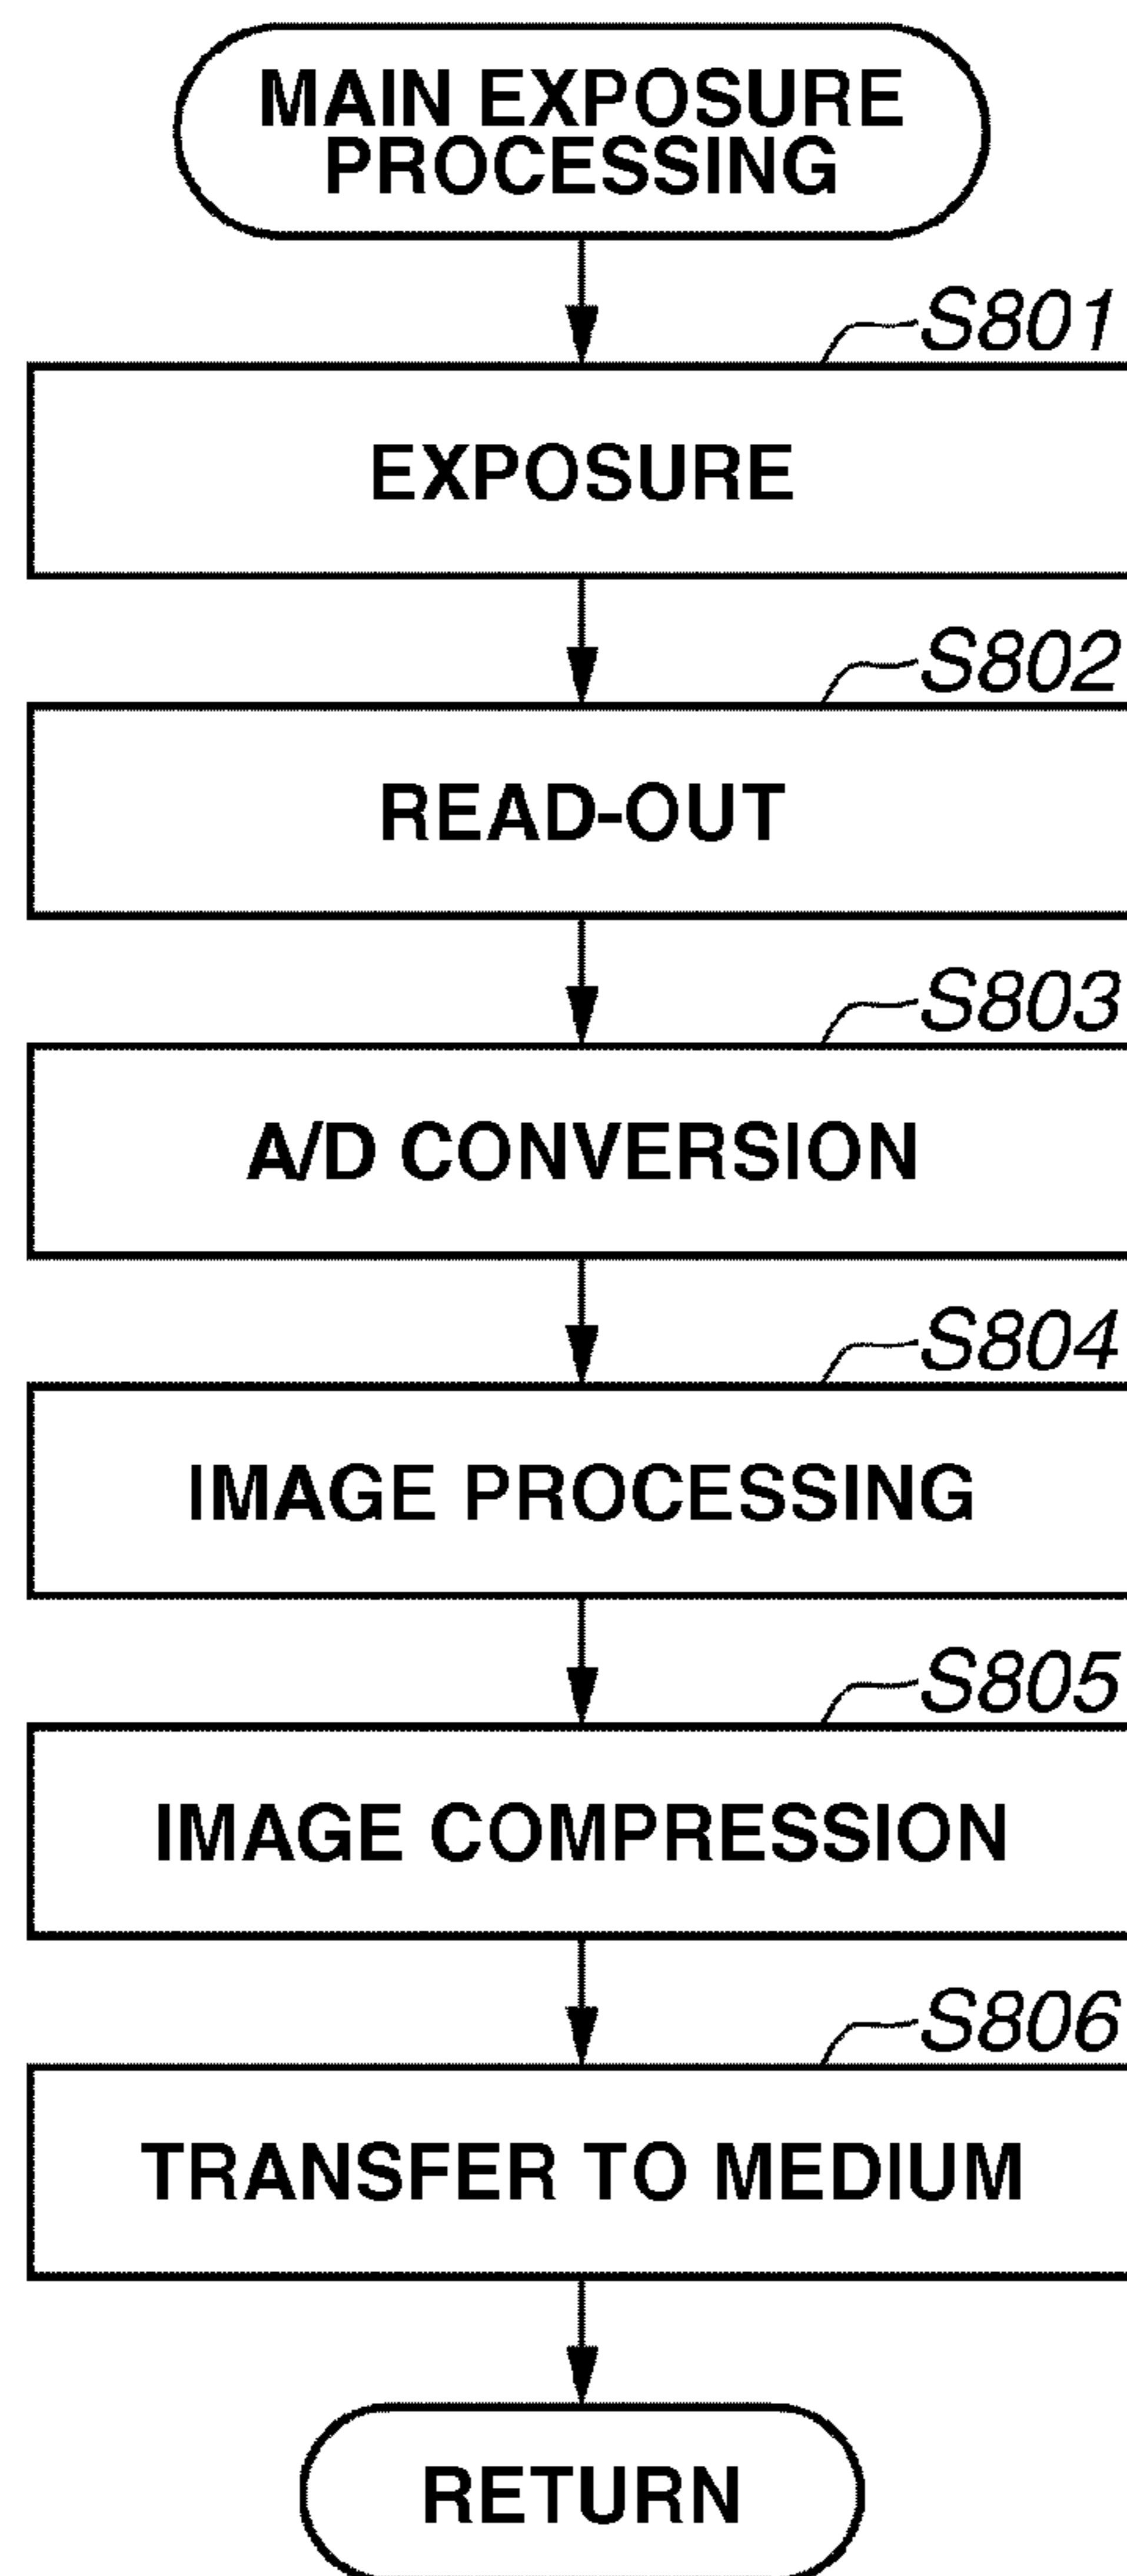 MAIN EXPOSURE
PROCESSING
S801
EXPOSURE
S802
READ-OUT
S803
A/D CONVERSION
S804
IMAGE PROCESSING
S805
IMAGE COMPRESSION
S806
TRANSFER TO MEDIUM
RETURN